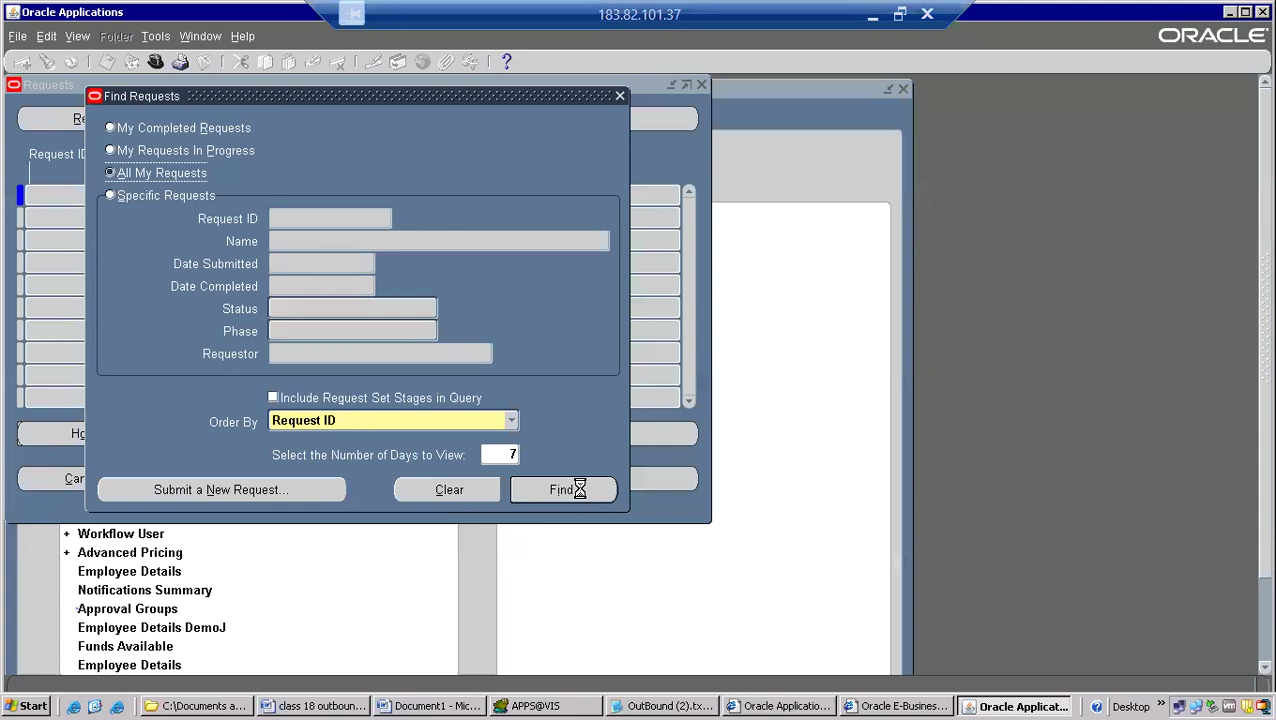 Oracle Applications
183.82.101.37
File Edit View Folder Tools Window Help
ORACLE
Requests
Find Requests
Re
My Completed Requests
My Requests In Progress
Request ID
All My Requests
Specific Requests
Request ID
Name
Date Submitted
Date Completed
Status
Phase
Requestor
Include Request Set Stages in Query
Order By Request ID
Ho
Select the Number of Days to View: 7
Can
Submit a New Request... Clear Find
+ Workflow User
+ Advanced Pricing
Employee Details
Notifications Summary
Approval Groups
Employee Details DemoJ
Funds Available
Employee Details
Start C:\Documents a... class 18 outboun... Document1 - Mic... OutBound (2).tx... Oracle Applicatio... Oracle E-Busines... Oracle Applicat... Desktop »